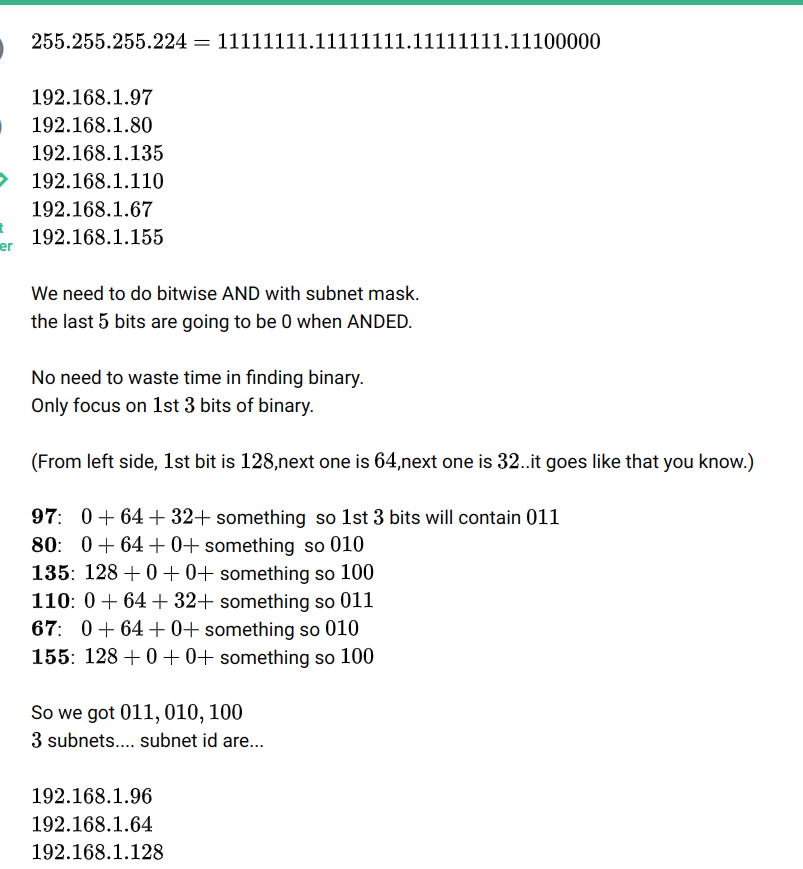 255.255.255.224 = 11111111.11111111.11111111.11100000
192.168.1.97
192.168.1.80
192.168.1.135
192.168.1.110
192.168.1.67
t
192.168.1.155
er
We need to do bitwise AND with subnet mask.
the last 5 bits are going to be 0 when ANDED.
No need to waste time in finding binary.
Only focus on 1st 3 bits of binary.
(From left side, 1st bit is 128,next one is 64,next one is 32..it goes like that you know.)
97: 0 + 64 + 32+ something so 1st 3 bits will contain 011
80: 0 + 64 + 0+ something so 010
135: 128 + 0 + 0+ something so 100
110: 0 + 64 + 32+ something so 011
67: 0 + 64 + 0+ something so 010
155: 128 + 0 + 0+ something so 100
So we got 011, 010, 100
3 subnets.... subnet id are...
192.168.1.96
192.168.1.64
192.168.1.128